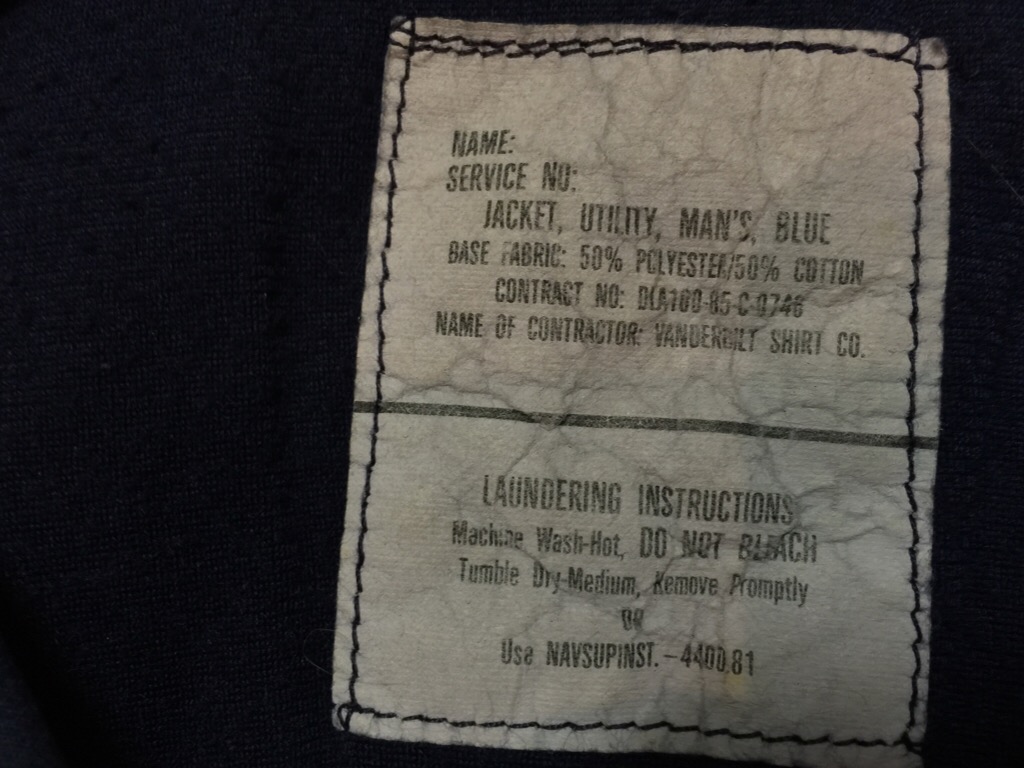 NAME:
SERVICE NO:
JACKET, UTILITY, MAN'S, BLUE
BASE FABRIC: 50% POLYESTER/50% COTTON
CONTRACT NO: DLA100-85-C-0746
NAME OF CONTRACTOR: VANDERBILT SHIRT CO.
LAUNDERING INSTRUCTIONS
Machine Wash-Hot, DO NOT BLEACH
Tumble Dry-Medium, Remove Promptly
OR
Use NAVSUPINST. -4400.81